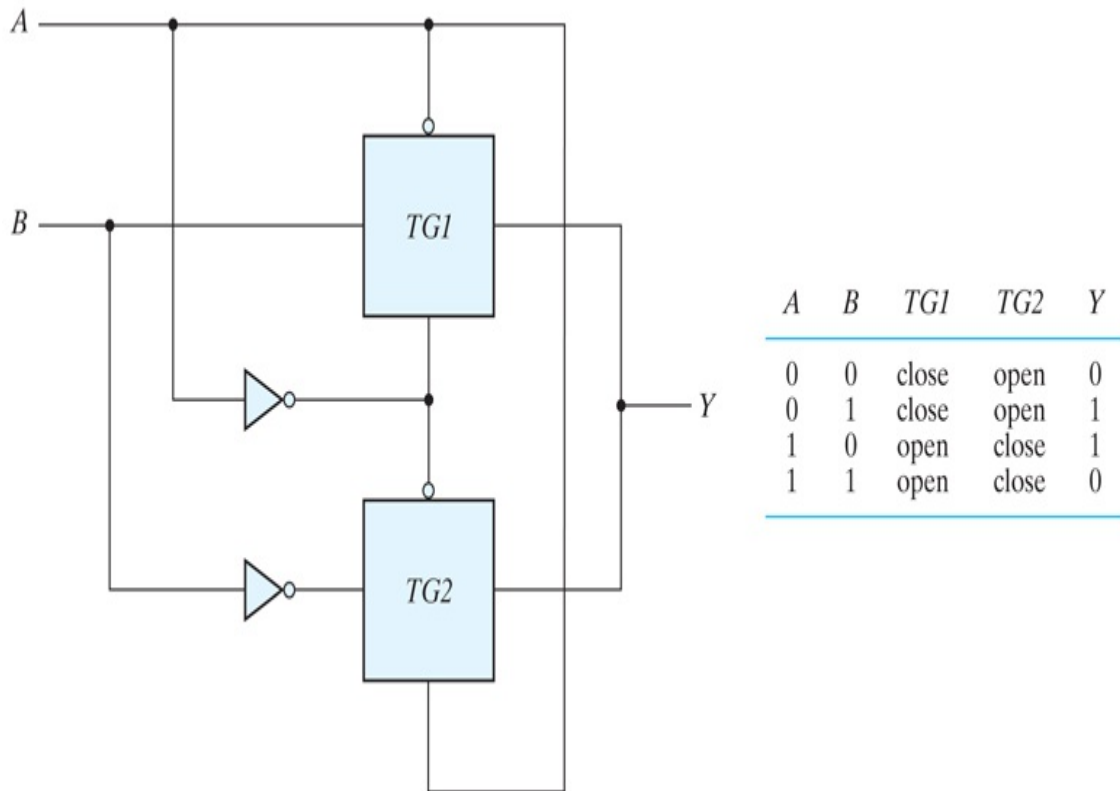 A
B
TG1
Y
TG2
A B TG1 TG2 Y
0 0 close open 0
0 1 close open 1
1 0 open close 1
1 1 open close 0